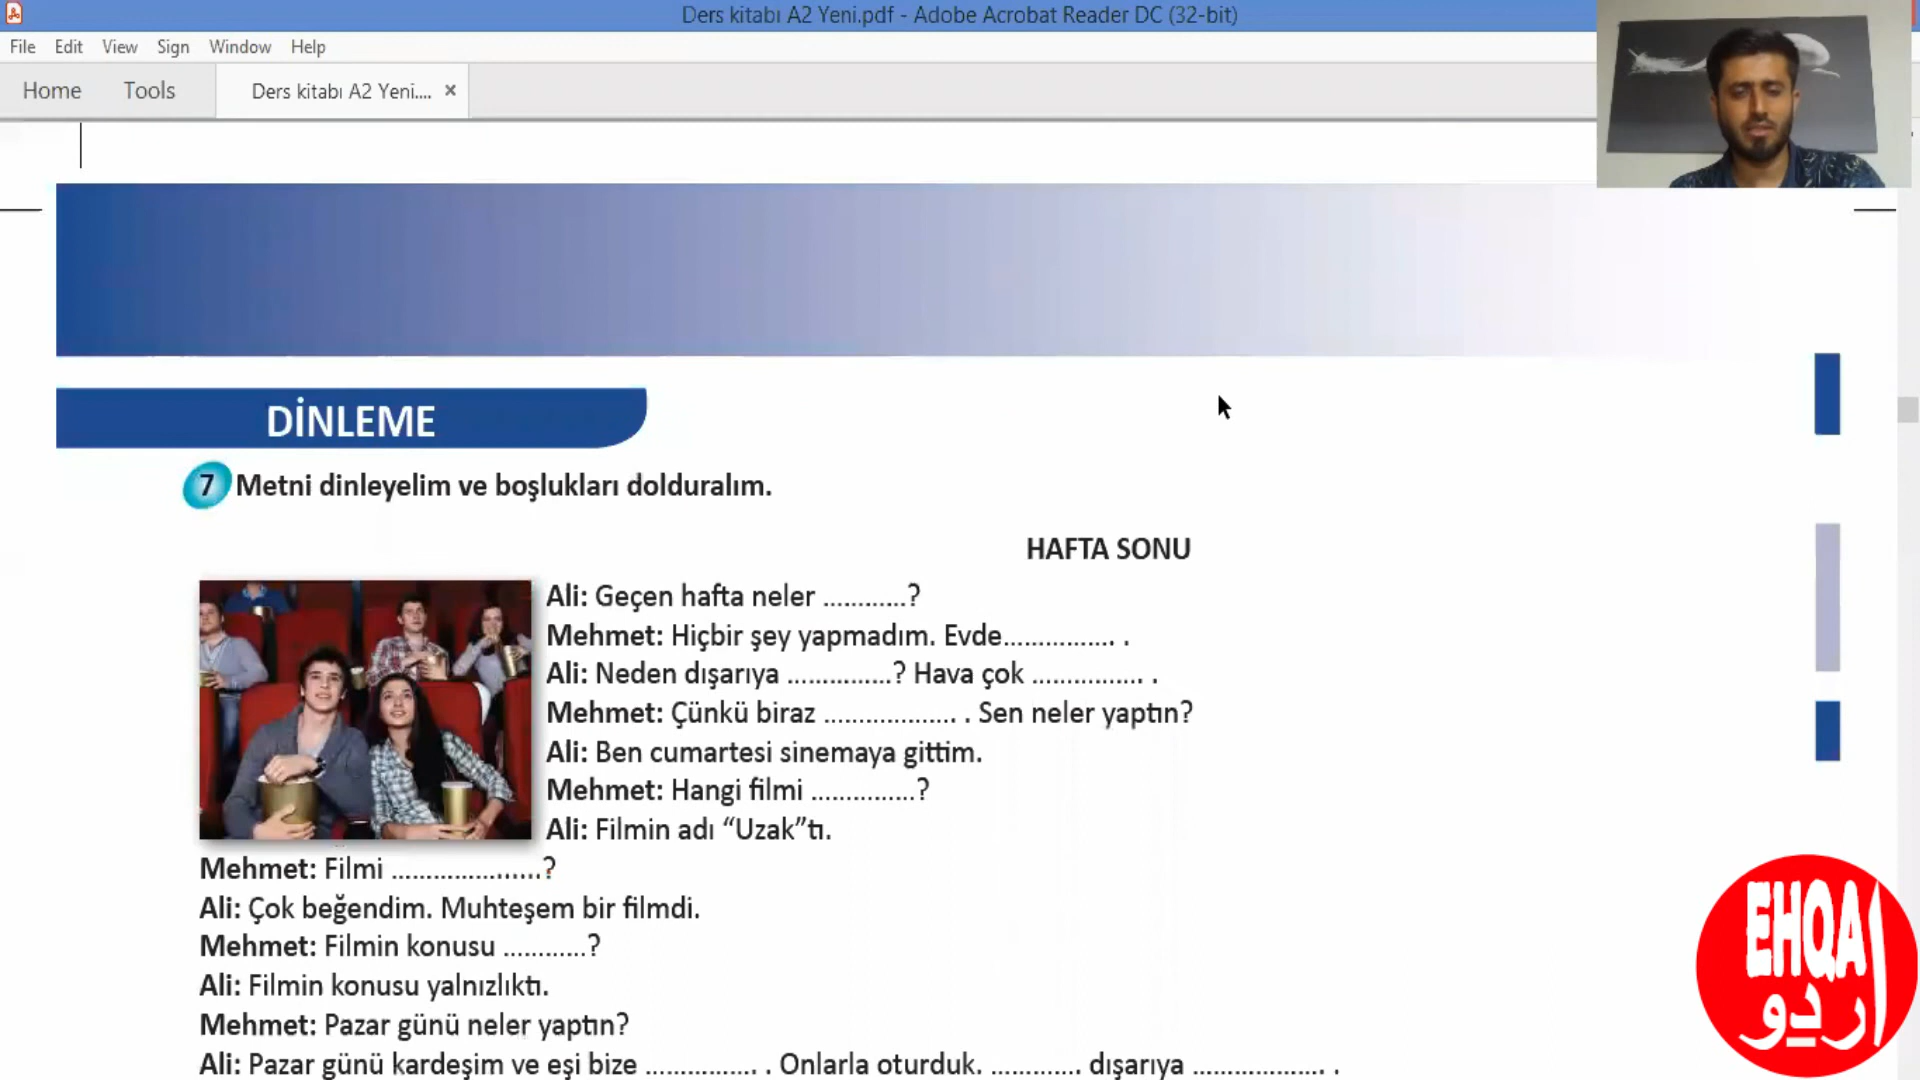 Ders kitabı A2 Yeni.pdf - Adobe Acrobat Reader DC (32-bit)
File Edit View Sign Window Help
Home Tools Ders kitabı A2 Yeni.... ×
DİNLEME
7 Metni dinleyelim ve boşlukları dolduralım.
HAFTA SONU
Ali: Geçen hafta neler ............?
Mehmet: Hiçbir şey yapmadım. Evde................ .
Ali: Neden dışarıya ...............? Hava çok ................ .
Mehmet: Çünkü biraz ................... . Sen neler yaptın?
Ali: Ben cumartesi sinemaya gittim.
Mehmet: Hangi filmi ...............?
Ali: Filmin adı “Uzak”tı.
Mehmet: Filmi ......................?
Ali: Çok beğendim. Muhteşem bir filmdi.
Mehmet: Filmin konusu ............?
Ali: Filmin konusu yalnızlıktı.
Mehmet: Pazar günü neler yaptın?
Ali: Pazar günü kardeşim ve eşi bize ................ . Onlarla oturduk. ............. dışarıya ................... .
EHQA
اردو